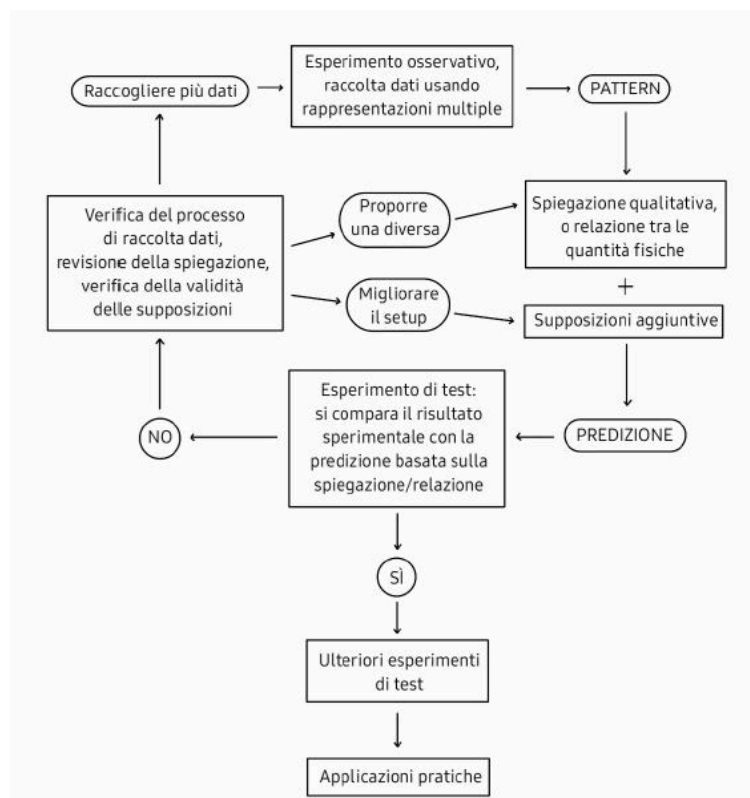 Raccogliere più dati
Esperimento osservativo,
raccolta dati usando
rappresentazioni multiple
PATTERN
Verifica del processo
di raccolta dati,
revisione della spiegazione,
verifica della validità
delle supposizioni
Proporre
una diversa
Spiegazione qualitativa,
o relazione tra le
quantità fisiche
+
Migliorare
il setup
Supposizioni aggiuntive
NO
Esperimento di test:
si compara il risultato
sperimentale con la
predizione basata sulla
spiegazione/relazione
PREDIZIONE
SÌ
Ulteriori esperimenti
di test
Applicazioni pratiche